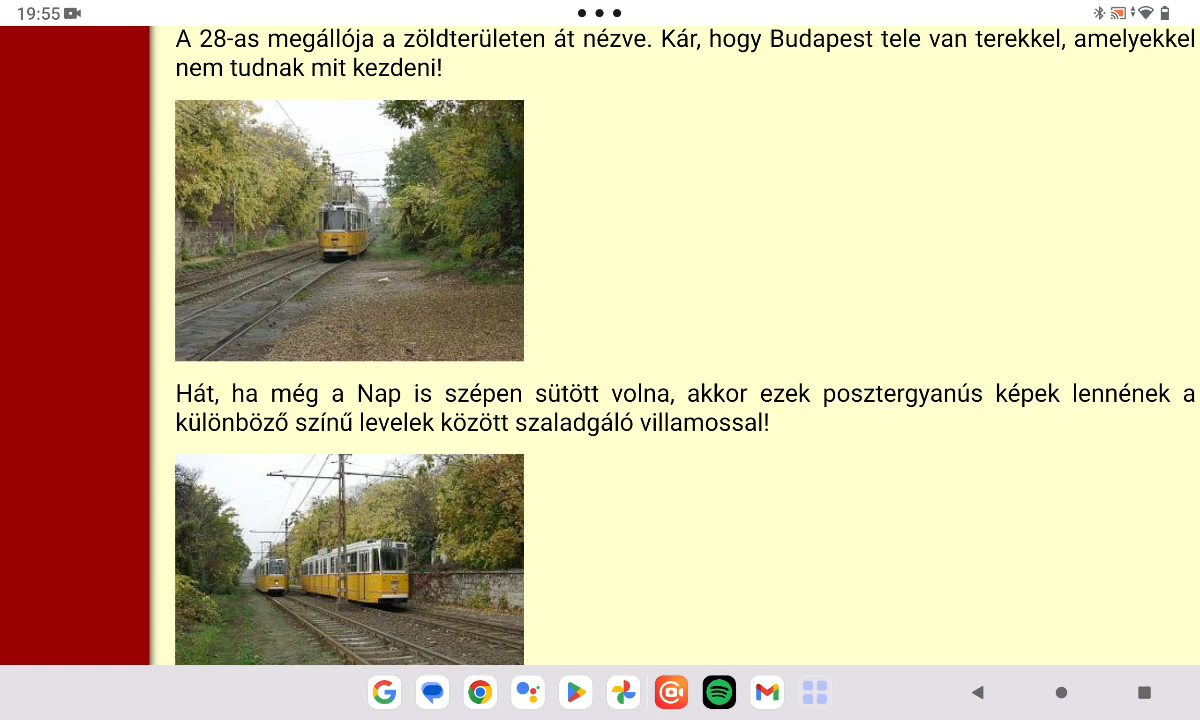 19:55
A 28-as megállója a zöldterületen át nézve. Kár, hogy Budapest tele van terekkel, amelyekkel
nem tudnak mit kezdeni!
Hát, ha még a Nap is szépen sütött volna, akkor ezek posztergyanús képek lennének a
különböző színű levelek között szaladgáló villamossal!